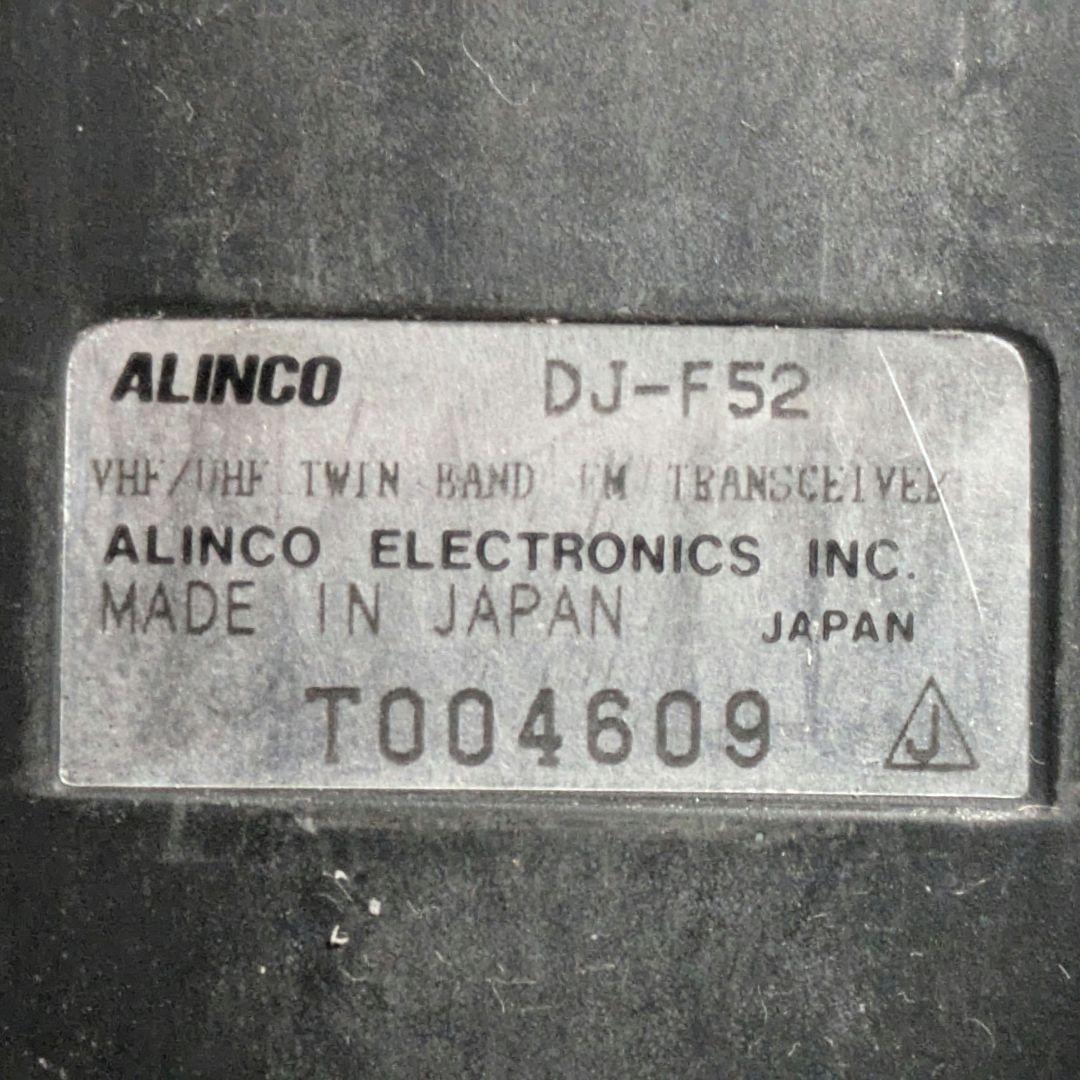 ALINCO DJ-F52
VHF/UHF TWIN BAND FM TRANSCEIVER
ALINCO ELECTRONICS INC.
MADE IN JAPAN JAPAN
T004609 J